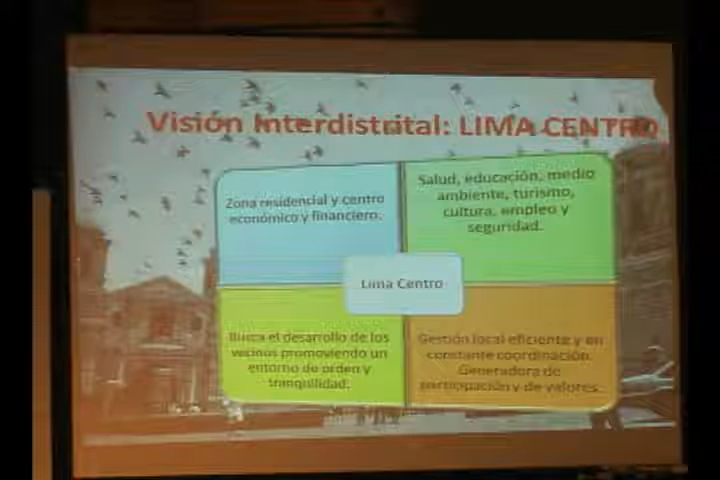 Visión Interdistrital: LIMA CENTRO
Zona residencial y centro
económico y financiero.
Salud, educación, medio
ambiente, turismo,
cultura, empleo y
seguridad.
Lima Centro
Busca el desarrollo de los
vecinos promoviendo un
entorno de orden y
tranquilidad.
Gestión local eficiente y en
constante coordinación.
Generadora de
participación y de valores.